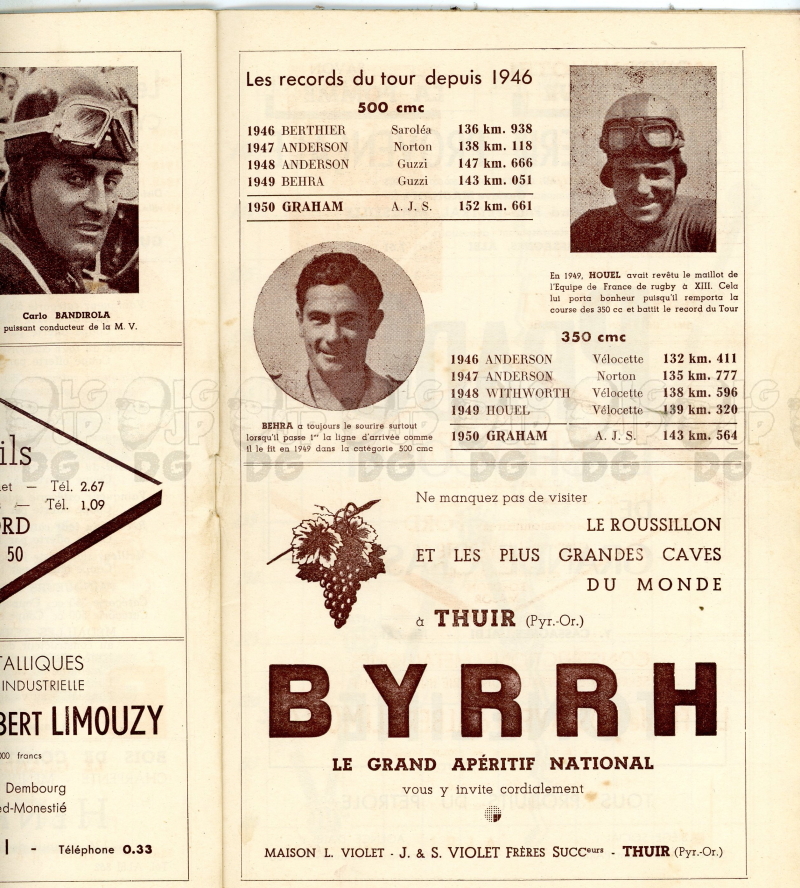 Carlo BANDIROLA
puissant conducteur de la M. V.
ils
et — Tél. 2.67
— Tél. 1.09
ORD
50
TALLIQUES
INDUSTRIELLE
BERT LIMOUZY
000 francs
Dembourg
ed-Monestié
l - Téléphone 0.33
Les records du tour depuis 1946
500 cmc
1946 BERTHIER Saroléa 136 km. 938
1947 ANDERSON Norton 138 km. 118
1948 ANDERSON Guzzi 147 km. 666
1949 BEHRA Guzzi 143 km. 051
1950 GRAHAM A. J. S. 152 km. 661
En 1949, HOUEL avait revêtu le maillot de
l'Equipe de France de rugby à XIII. Cela
lui porta bonheur puisqu'il remporta la
course des 350 cc et battit le record du Tour
BEHRA a toujours le sourire surtout
lorsqu'il passe 1er la ligne d'arrivée comme
il le fit en 1949 dans la catégorie 500 cmc
350 cmc
1946 ANDERSON Vélocette 132 km. 411
1947 ANDERSON Norton 135 km. 777
1948 WITHWORTH Vélocette 138 km. 596
1949 HOUEL Vélocette 139 km. 320
1950 GRAHAM A. J. S. 143 km. 564
Ne manquez pas de visiter
LE ROUSSILLON
ET LES PLUS GRANDES CAVES
DU MONDE
à THUIR (Pyr.-Or.)
BYRRH
LE GRAND APÉRITIF NATIONAL
vous y invite cordialement
MAISON L. VIOLET - J. & S. VIOLET FRÈRES SUCCeurs - THUIR (Pyr.-Or.)